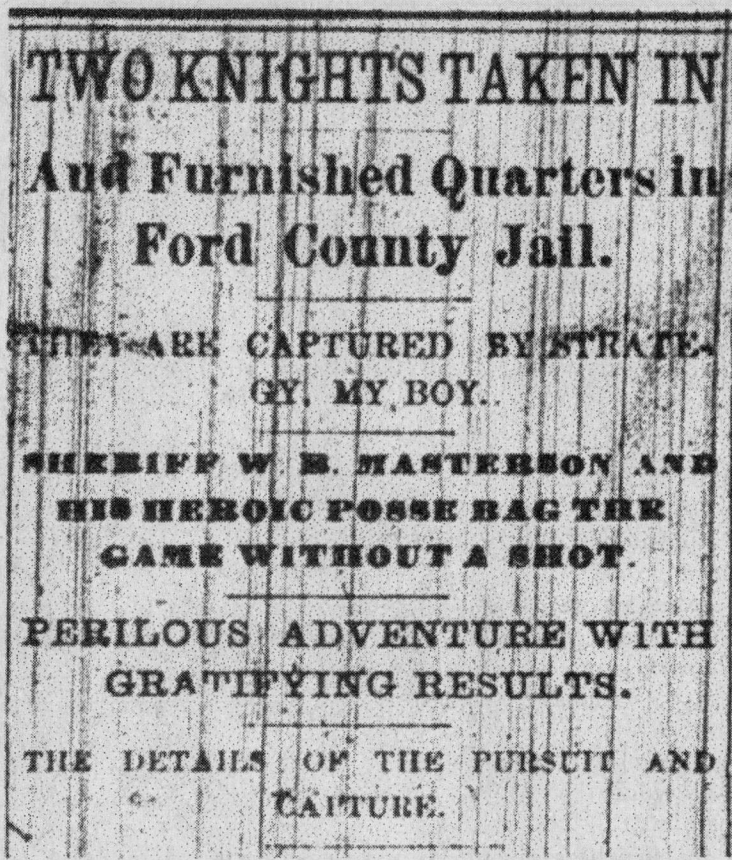 TWO KNIGHTS TAKEN IN
And Furnished Quarters in
Ford County Jail.
THEY ARE CAPTURED BY STRATE-
GY, MY BOY.
SHERIFF W. B. MASTERSON AND
HIS HEROIC POSSE BAG THE
GAME WITHOUT A SHOT.
PERILOUS ADVENTURE WITH
GRATIFYING RESULTS.
THE DETAILS OF THE PURSUIT AND
CAPTURE.